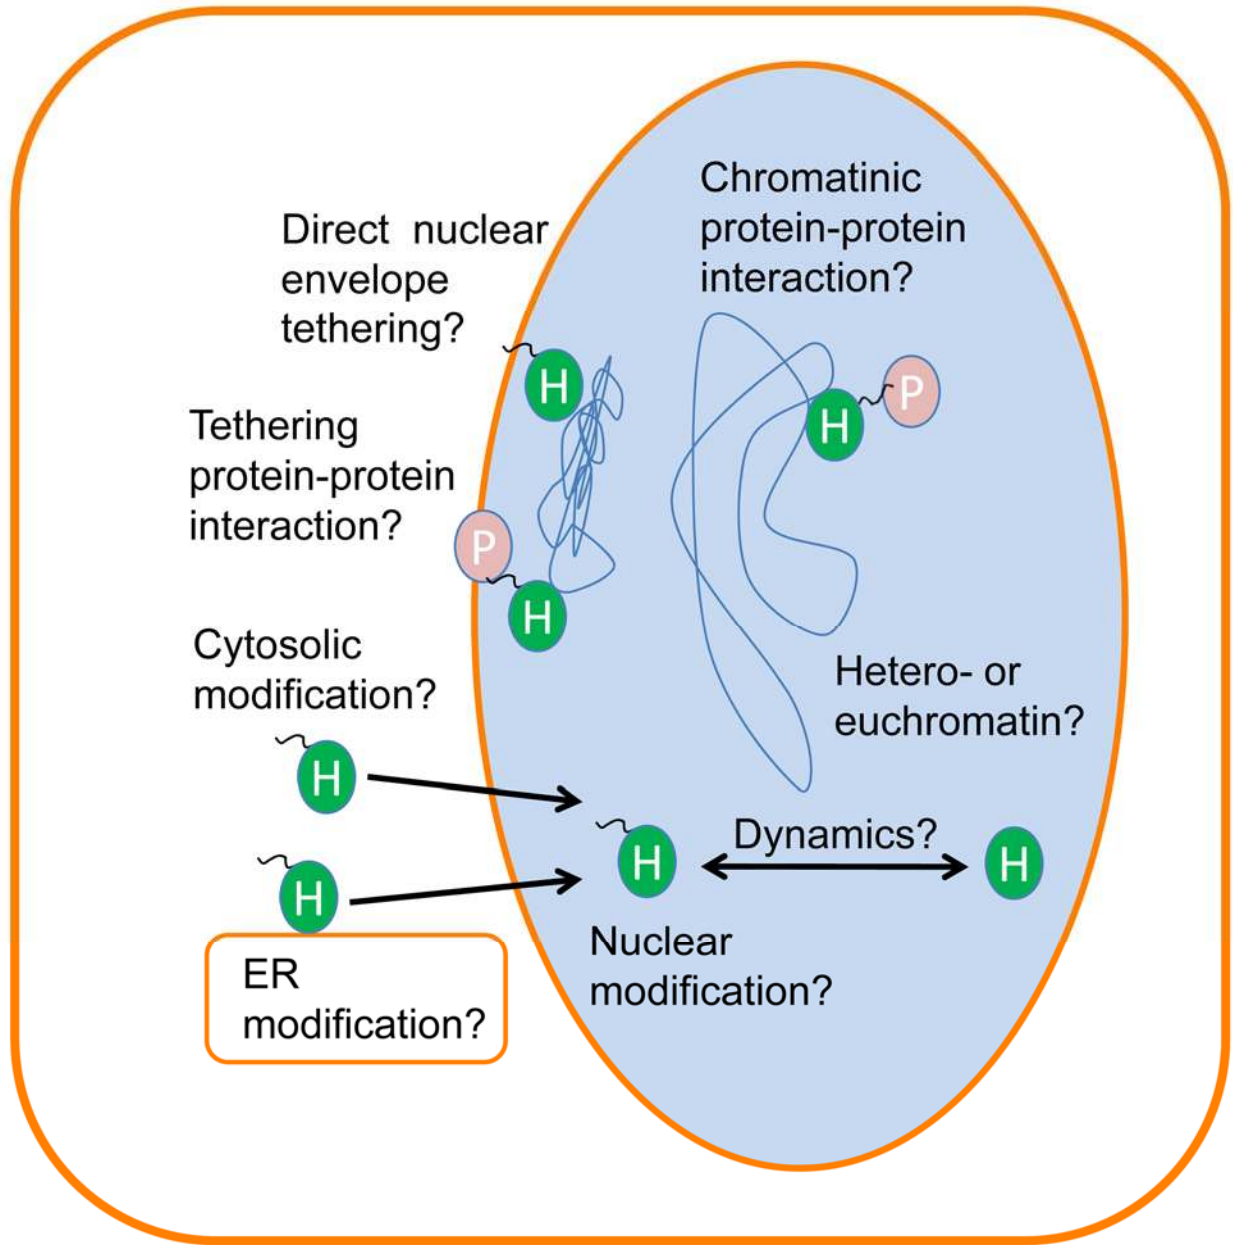 Chromatinic
protein-protein
interaction?
Direct nuclear
envelope
tethering?
H
H
P
Tethering
protein-protein
interaction?
P
H
Cytosolic
modification?
Hetero- or
euchromatin?
H
H
Dynamics?
H
H
ER
modification?
Nuclear
modification?